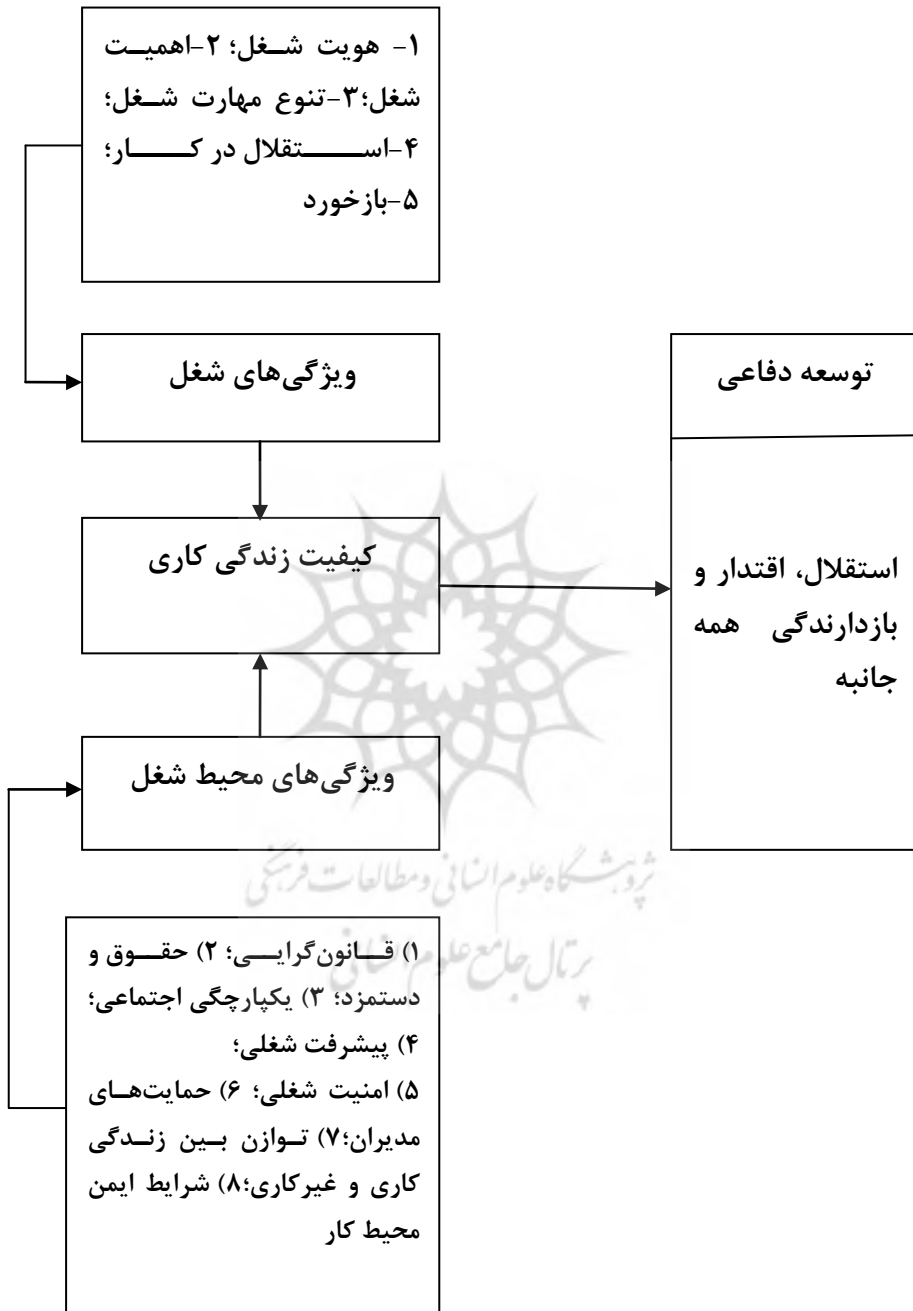 ۱- هویت شغل؛ ۲-اهمیت
شغل؛۳-تنوع مهارت شغل؛
۴-استقلال در کار؛
۵-بازخورد
ویژگی‌های شغل
توسعه دفاعی
کیفیت زندگی کاری
استقلال، اقتدار و
بازدارندگی همه
جانبه
ویژگی‌های محیط شغل
پژوهشگاه علوم انسانی و مطالعات فرهنگی
پرتال جامع علوم انسانی
۱) قانون‌گرایی؛ ۲) حقوق و
دستمزد؛ ۳) یکپارچگی اجتماعی؛
۴) پیشرفت شغلی؛
۵) امنیت شغلی؛ ۶) حمایت‌های
مدیران؛۷) توازن بین زندگی
کاری و غیرکاری؛۸) شرایط ایمن
محیط کار